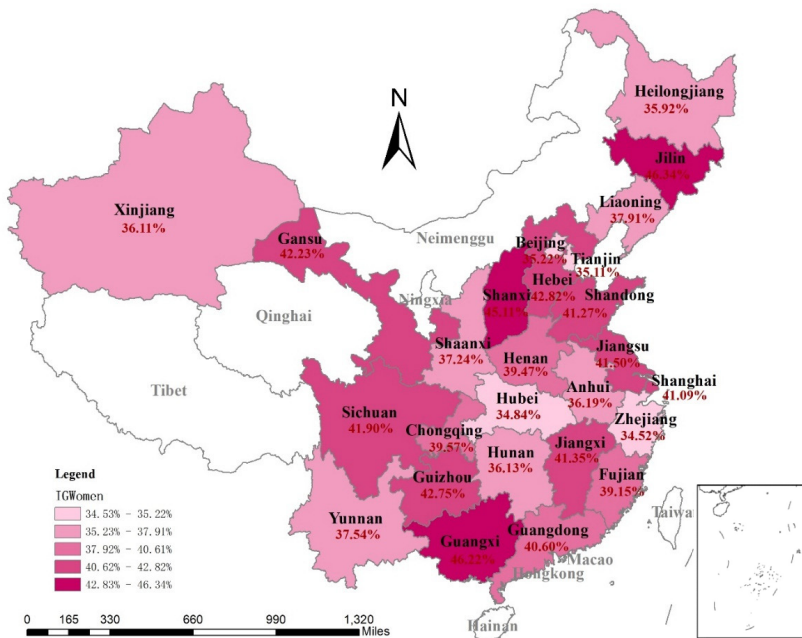 N
Heilongjiang
35.92%
Jilin
46.34%
Liaoning
37.91%
Xinjiang
36.11%
Gansu
42.23%
Neimenggu
Beijing
35.22%
Tianjin
35.11%
Hebei
42.82%
Shanxi
Shandong
41.27%
Ningxia
Qinghai
Shaanxi
37.24%
Henan
39.47%
Jiangsu
41.50%
Anhui
36.19%
Shanghai
41.09%
Tibet
Sichuan
41.90%
Hubei
34.84%
Zhejiang
34.52%
Chongqing
39.57%
Hunan
36.13%
Jiangxi
41.35%
Guizhou
42.75%
Fujian
39.15%
Yunnan
37.54%
Guangxi
46.22%
Guangdong
40.60%
Taiwa
Macao
Hongkong
Hainan
Legend
TGWomen
34.53% - 35.22%
35.23% - 37.91%
37.92% - 40.61%
40.62% - 42.82%
42.83% - 46.34%
0 165 330 660 990 1,320
Miles